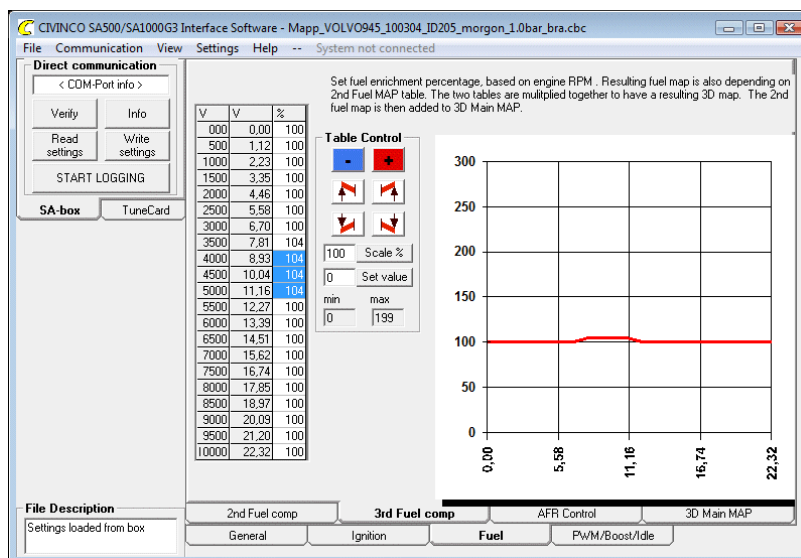 CIVINCO SA500/SA1000G3 Interface Software - Mapp_VOLVO945_100304_ID205_morgon_1.0bar_bra.cbc
File Communication View Settings Help -- System not connected
Direct communication
< COM-Port info >
Verify Info
Read settings Write settings
START LOGGING
SA-box TuneCard
Set fuel enrichment percentage, based on engine RPM . Resulting fuel map is also depending on
2nd Fuel MAP table. The two tables are mulitplied together to have a resulting 3D map. The 2nd
fuel map is then added to 3D Main MAP.
V V %
000 0,00 100
500 1,12 100
1000 2,23 100
1500 3,35 100
2000 4,46 100
2500 5,58 100
3000 6,70 100
3500 7,81 104
4000 8,93 104
4500 10,04 104
5000 11,16 104
5500 12,27 100
6000 13,39 100
6500 14,51 100
7000 15,62 100
7500 16,74 100
8000 17,85 100
8500 18,97 100
9000 20,09 100
9500 21,20 100
10000 22,32 100
Table Control
- +
100 Scale %
0 Set value
min max
0 199
300
250
200
150
100
50
0
0,00 5,58 11,16 16,74 22,32
File Description
Settings loaded from box
2nd Fuel comp 3rd Fuel comp AFR Control 3D Main MAP
General Ignition Fuel PWM/Boost/Idle